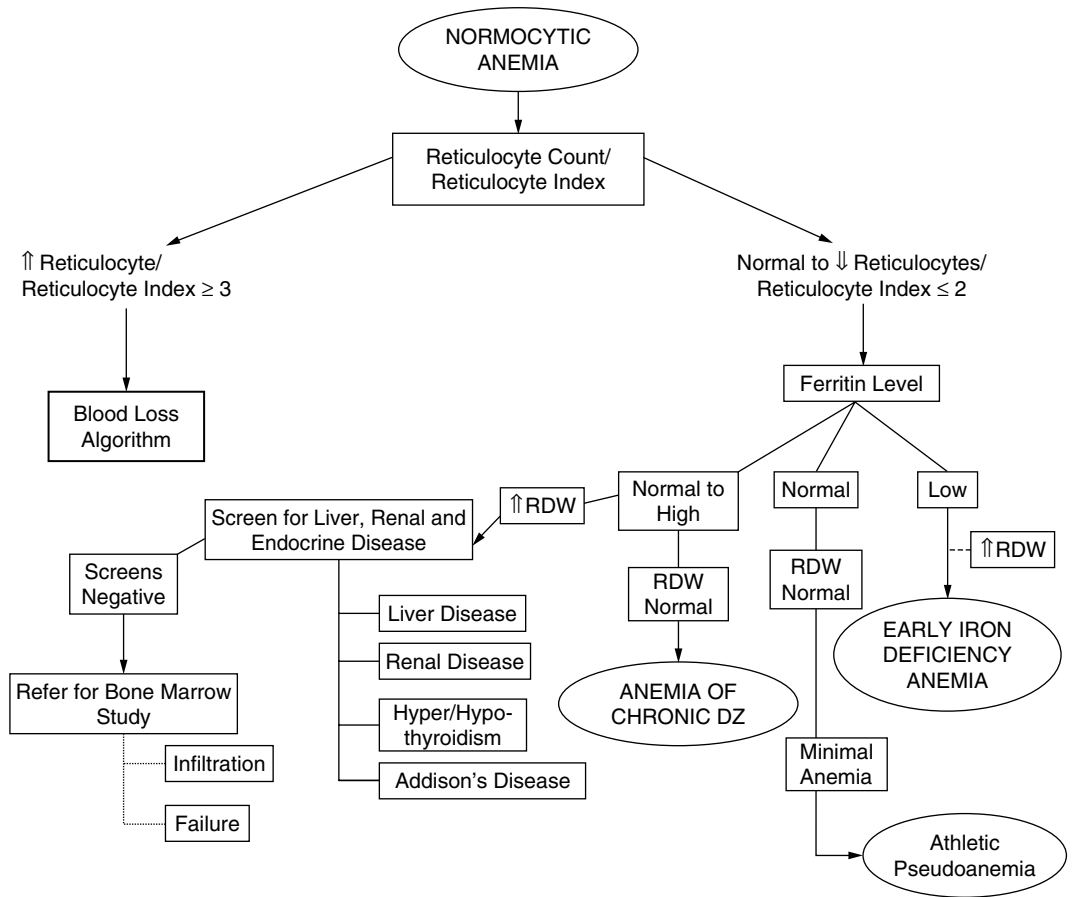 NORMOCYTIC
ANEMIA
Reticulocyte Count/
Reticulocyte Index
⇑ Reticulocyte/
Reticulocyte Index ≥ 3
Normal to ⇓ Reticulocytes/
Reticulocyte Index ≤ 2
Blood Loss
Algorithm
Ferritin Level
Normal to
High
Normal
Low
⇑RDW
Screen for Liver, Renal and
Endocrine Disease
⇑RDW
Screens
Negative
RDW
Normal
RDW
Normal
Liver Disease
Renal Disease
Hyper/Hypo-
thyroidism
Addison's Disease
Refer for Bone Marrow
Study
Infiltration
Failure
ANEMIA OF
CHRONIC DZ
EARLY IRON
DEFICIENCY
ANEMIA
Minimal
Anemia
Athletic
Pseudoanemia